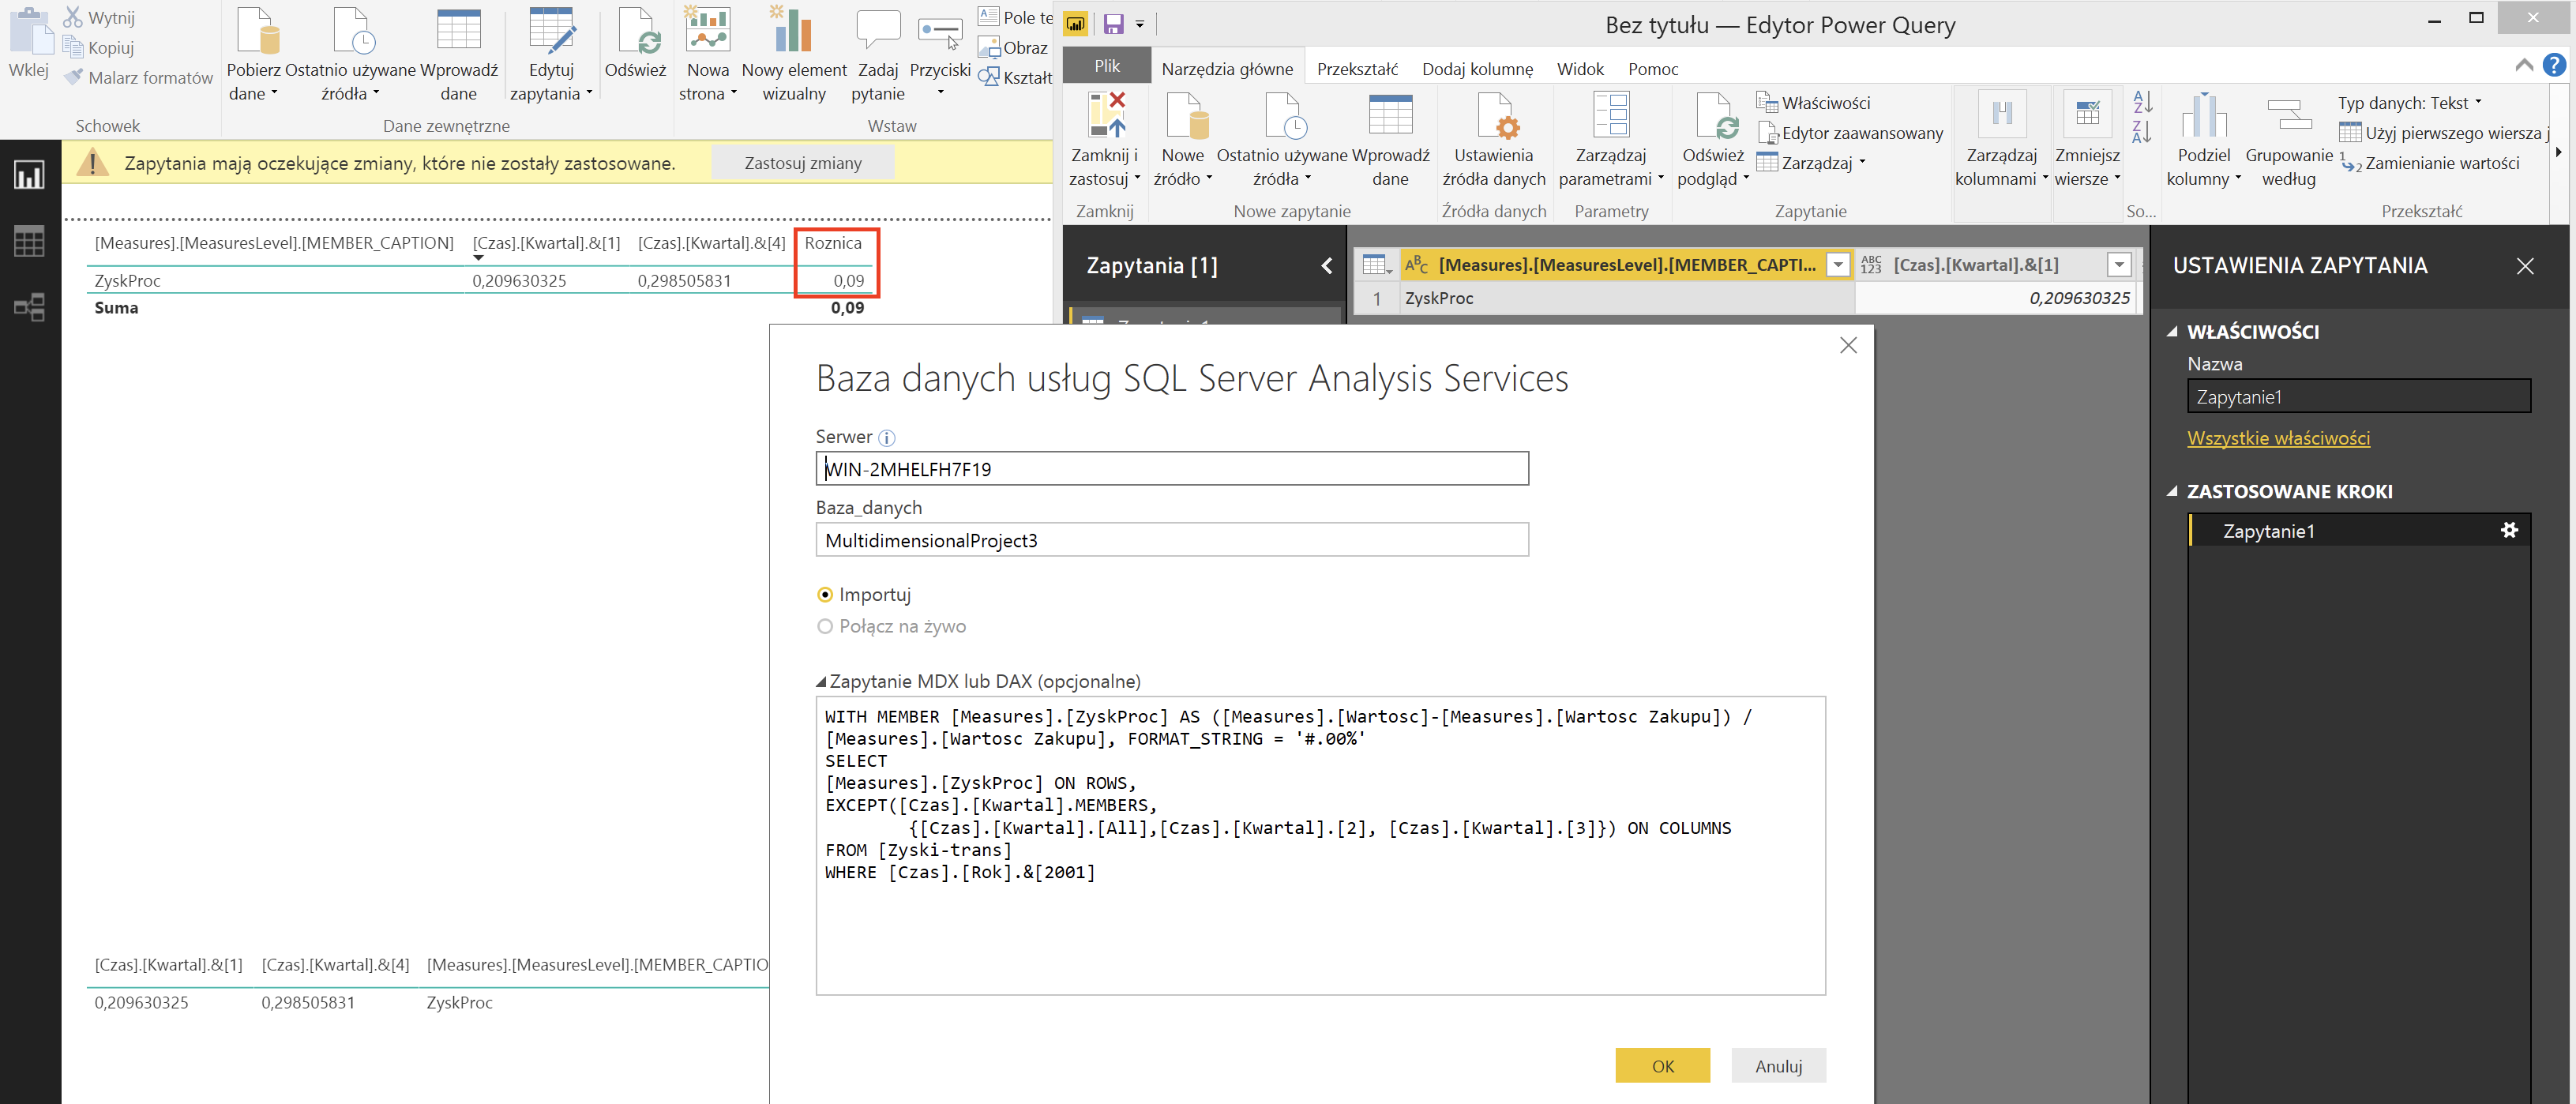 Wklej
Wytnij
Kopiuj
Malarz formatów
Schowek
Pobierz dane
Ostatnio używane źródła
Wprowadź dane
Edytuj zapytania
Odśwież
Dane zewnętrzne
Nowa strona
Nowy element wizualny
Zadaj pytanie
Przyciski
Pole te
Obraz
Kształt
Wstaw
Zapytania mają oczekujące zmiany, które nie zostały zastosowane.
Zastosuj zmiany
[Measures].[MeasuresLevel].[MEMBER_CAPTION] [Czas].[Kwartal].&[1] [Czas].[Kwartal].&[4] Roznica
ZyskProc 0,209630325 0,298505831 0,09
Suma 0,09
[Czas].[Kwartal].&[1] [Czas].[Kwartal].&[4] [Measures].[MeasuresLevel].[MEMBER_CAPTIO
0,209630325 0,298505831 ZyskProc
Bez tytułu — Edytor Power Query
Plik Narzędzia główne Przekształć Dodaj kolumnę Widok Pomoc
Zamknij i zastosuj
Zamknij
Nowe źródło
Ostatnio używane źródła
Wprowadź dane
Nowe zapytanie
Ustawienia źródła danych
Źródła danych
Zarządzaj parametrami
Parametry
Odśwież podgląd
Właściwości
Edytor zaawansowany
Zarządzaj
Zapytanie
Zarządzaj kolumnami
Zmniejsz wiersze
So...
Podziel kolumny
Grupowanie według
Typ danych: Tekst
Użyj pierwszego wiersza j
Zamienianie wartości
Przekształć
Zapytania [1]
ABC [Measures].[MeasuresLevel].[MEMBER_CAPTI... ABC 123 [Czas].[Kwartal].&[1]
1 ZyskProc 0,209630325
USTAWIENIA ZAPYTANIA
WŁAŚCIWOŚCI
Nazwa
Zapytanie1
Wszystkie właściwości
ZASTOSOWANE KROKI
Zapytanie1
Baza danych usług SQL Server Analysis Services
Serwer
WIN-2MHELFH7F19
Baza_danych
MultidimensionalProject3
Importuj
Połącz na żywo
Zapytanie MDX lub DAX (opcjonalne)
WITH MEMBER [Measures].[ZyskProc] AS ([Measures].[Wartosc]-[Measures].[Wartosc Zakupu]) /
[Measures].[Wartosc Zakupu], FORMAT_STRING = '#.00%'
SELECT
[Measures].[ZyskProc] ON ROWS,
EXCEPT([Czas].[Kwartal].MEMBERS,
{[Czas].[Kwartal].[All],[Czas].[Kwartal].[2], [Czas].[Kwartal].[3]}) ON COLUMNS
FROM [Zyski-trans]
WHERE [Czas].[Rok].&[2001]
OK
Anuluj